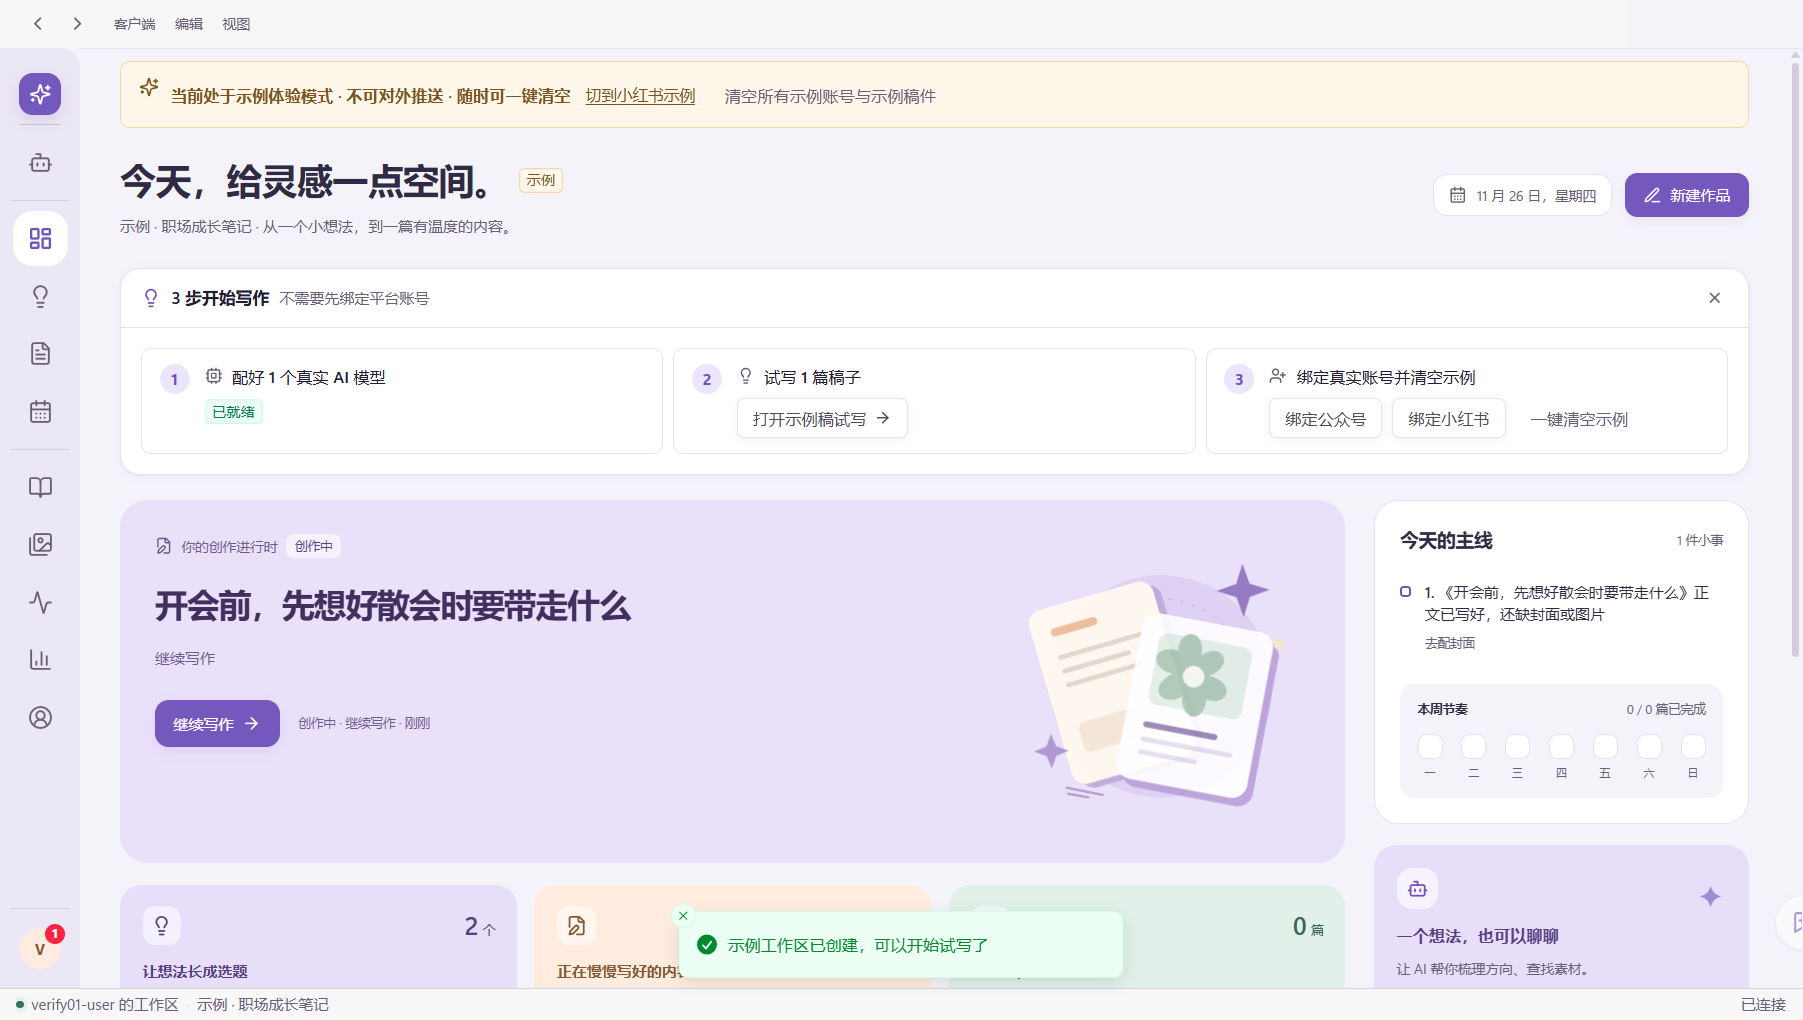 客户端 编辑 视图
当前处于示例体验模式 · 不可对外推送 · 随时可一键清空 切到小红书示例 清空所有示例账号与示例稿件
今天，给灵感一点空间。 示例
示例 · 职场成长笔记 · 从一个小想法，到一篇有温度的内容。
11 月 26 日，星期四
新建作品
3 步开始写作 不需要先绑定平台账号
1 配好 1 个真实 AI 模型
已就绪
2 试写 1 篇稿子
打开示例稿试写
3 绑定真实账号并清空示例
绑定公众号 绑定小红书 一键清空示例
你的创作进行时 创作中
开会前，先想好散会时要带走什么
继续写作
继续写作 创作中 · 继续写作 · 刚刚
今天的主线 1 件小事
1. 《开会前，先想好散会时要带走什么》正
文已写好，还缺封面或图片
去配封面
本周节奏 0 / 0 篇已完成
一 二 三 四 五 六 日
2 个
让想法长成选题
正在慢慢写好的内
0 篇
示例工作区已创建，可以开始试写了
一个想法，也可以聊聊
让 AI 帮你梳理方向、查找素材。
V 1
verify01-user 的工作区 · 示例 · 职场成长笔记
已连接